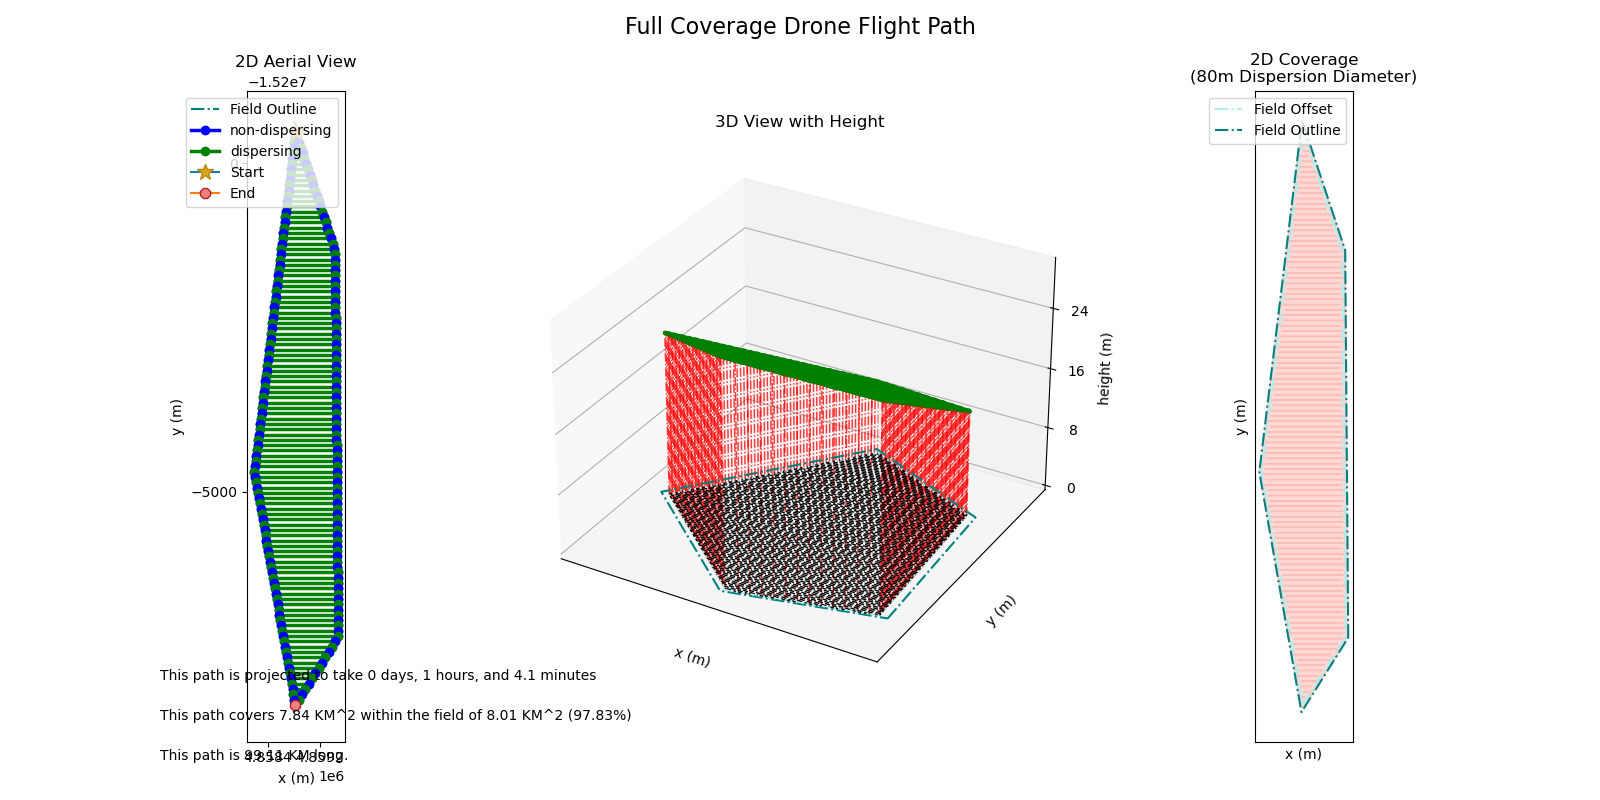 Full Coverage Drone Flight Path
2D Aerial View
−1.52e7
Field Outline
non-dispersing
dispersing
Start
End
0
−5000
y (m)
x (m)
1e6
This path is projected to take 0 days, 1 hours, and 4.1 minutes
This path covers 7.84 KM^2 within the field of 8.01 KM^2 (97.83%)
This path is 99.11 KM long.
3D View with Height
24
16
8
0
height (m)
y (m)
x (m)
2D Coverage
(80m Dispersion Diameter)
Field Offset
Field Outline
y (m)
x (m)